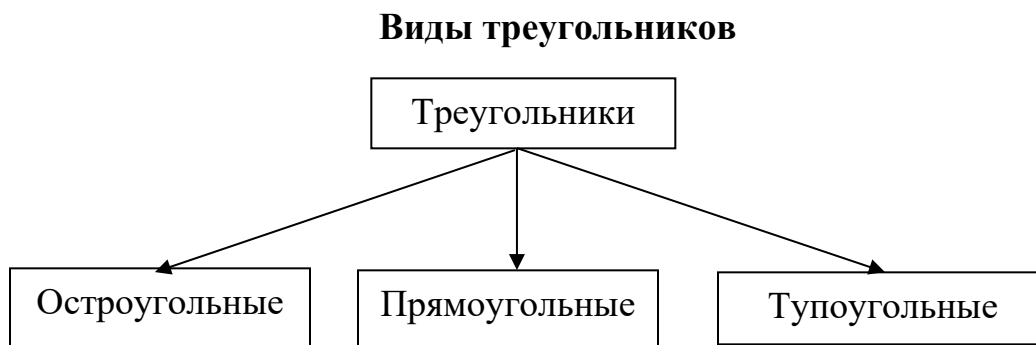 Виды треугольников
Треугольники
Остроугольные
Прямоугольные
Тупоугольные